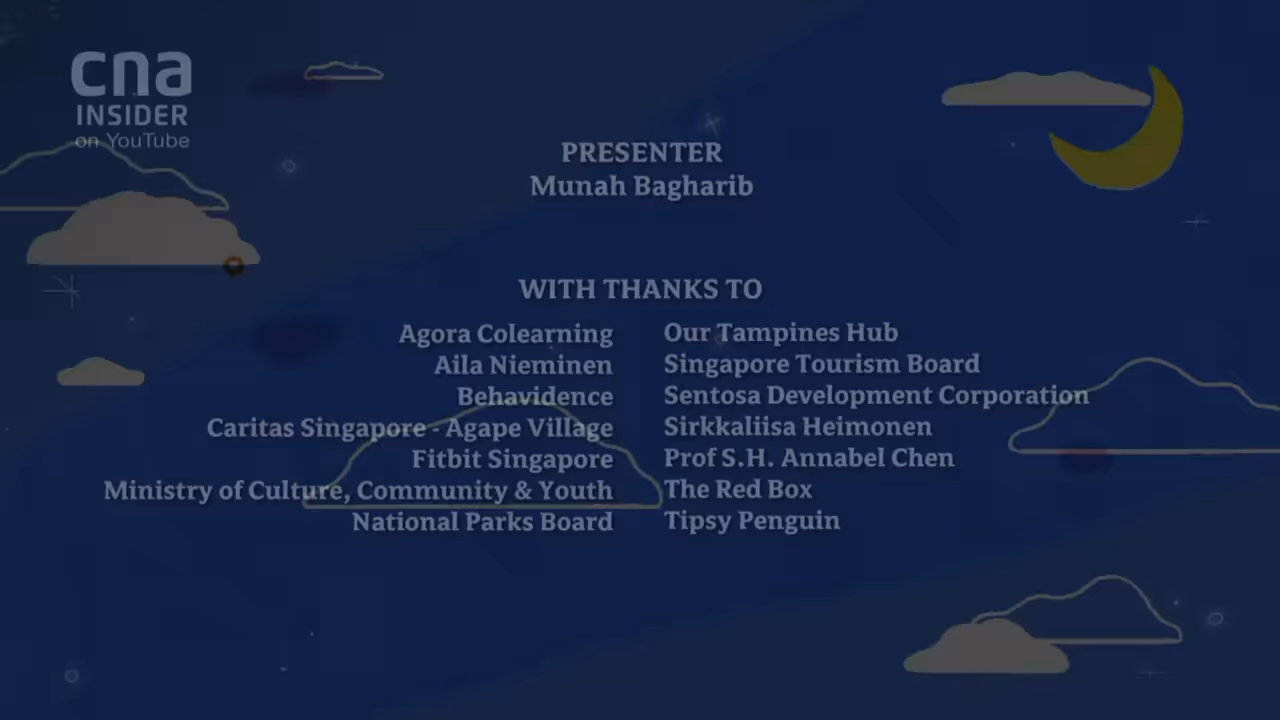 cna
INSIDER
on YouTube
PRESENTER
Munah Bagharib
WITH THANKS TO
Agora Colearning
Aila Nieminen
Behavidence
Caritas Singapore - Agape Village
Fitbit Singapore
Ministry of Culture, Community & Youth
National Parks Board
Our Tampines Hub
Singapore Tourism Board
Sentosa Development Corporation
Sirkkaliisa Heimonen
Prof S.H. Annabel Chen
The Red Box
Tipsy Penguin